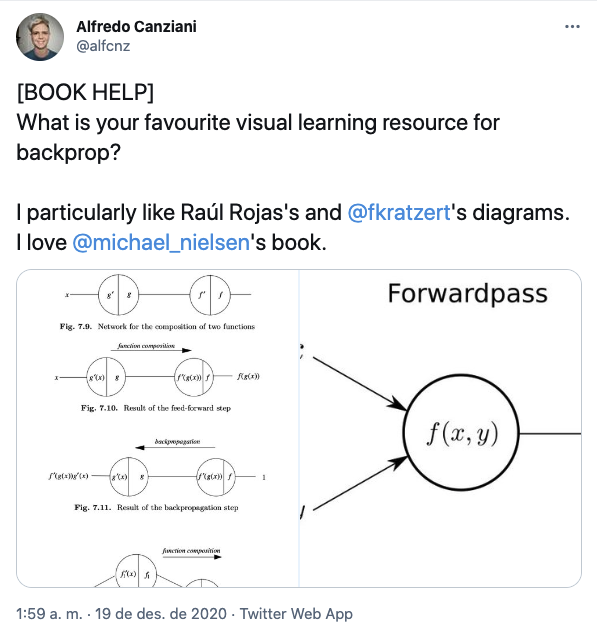 Alfredo Canziani
@alfcnz
[BOOK HELP]
What is your favourite visual learning resource for
backprop?
I particularly like Raúl Rojas's and @fkratzert's diagrams.
I love @michael_nielsen's book.
x g' g f' f
Fig. 7.9. Network for the composition of two functions
function composition
x g'(x) g f'(g(x)) f f(g(x))
Fig. 7.10. Result of the feed-forward step
backpropagation
f'(g(x))g'(x) g'(x) g f'(g(x)) f 1
Fig. 7.11. Result of the backpropagation step
function composition
f₁'(x) f₁
Forwardpass
f(x, y)
1:59 a. m. · 19 de des. de 2020 · Twitter Web App